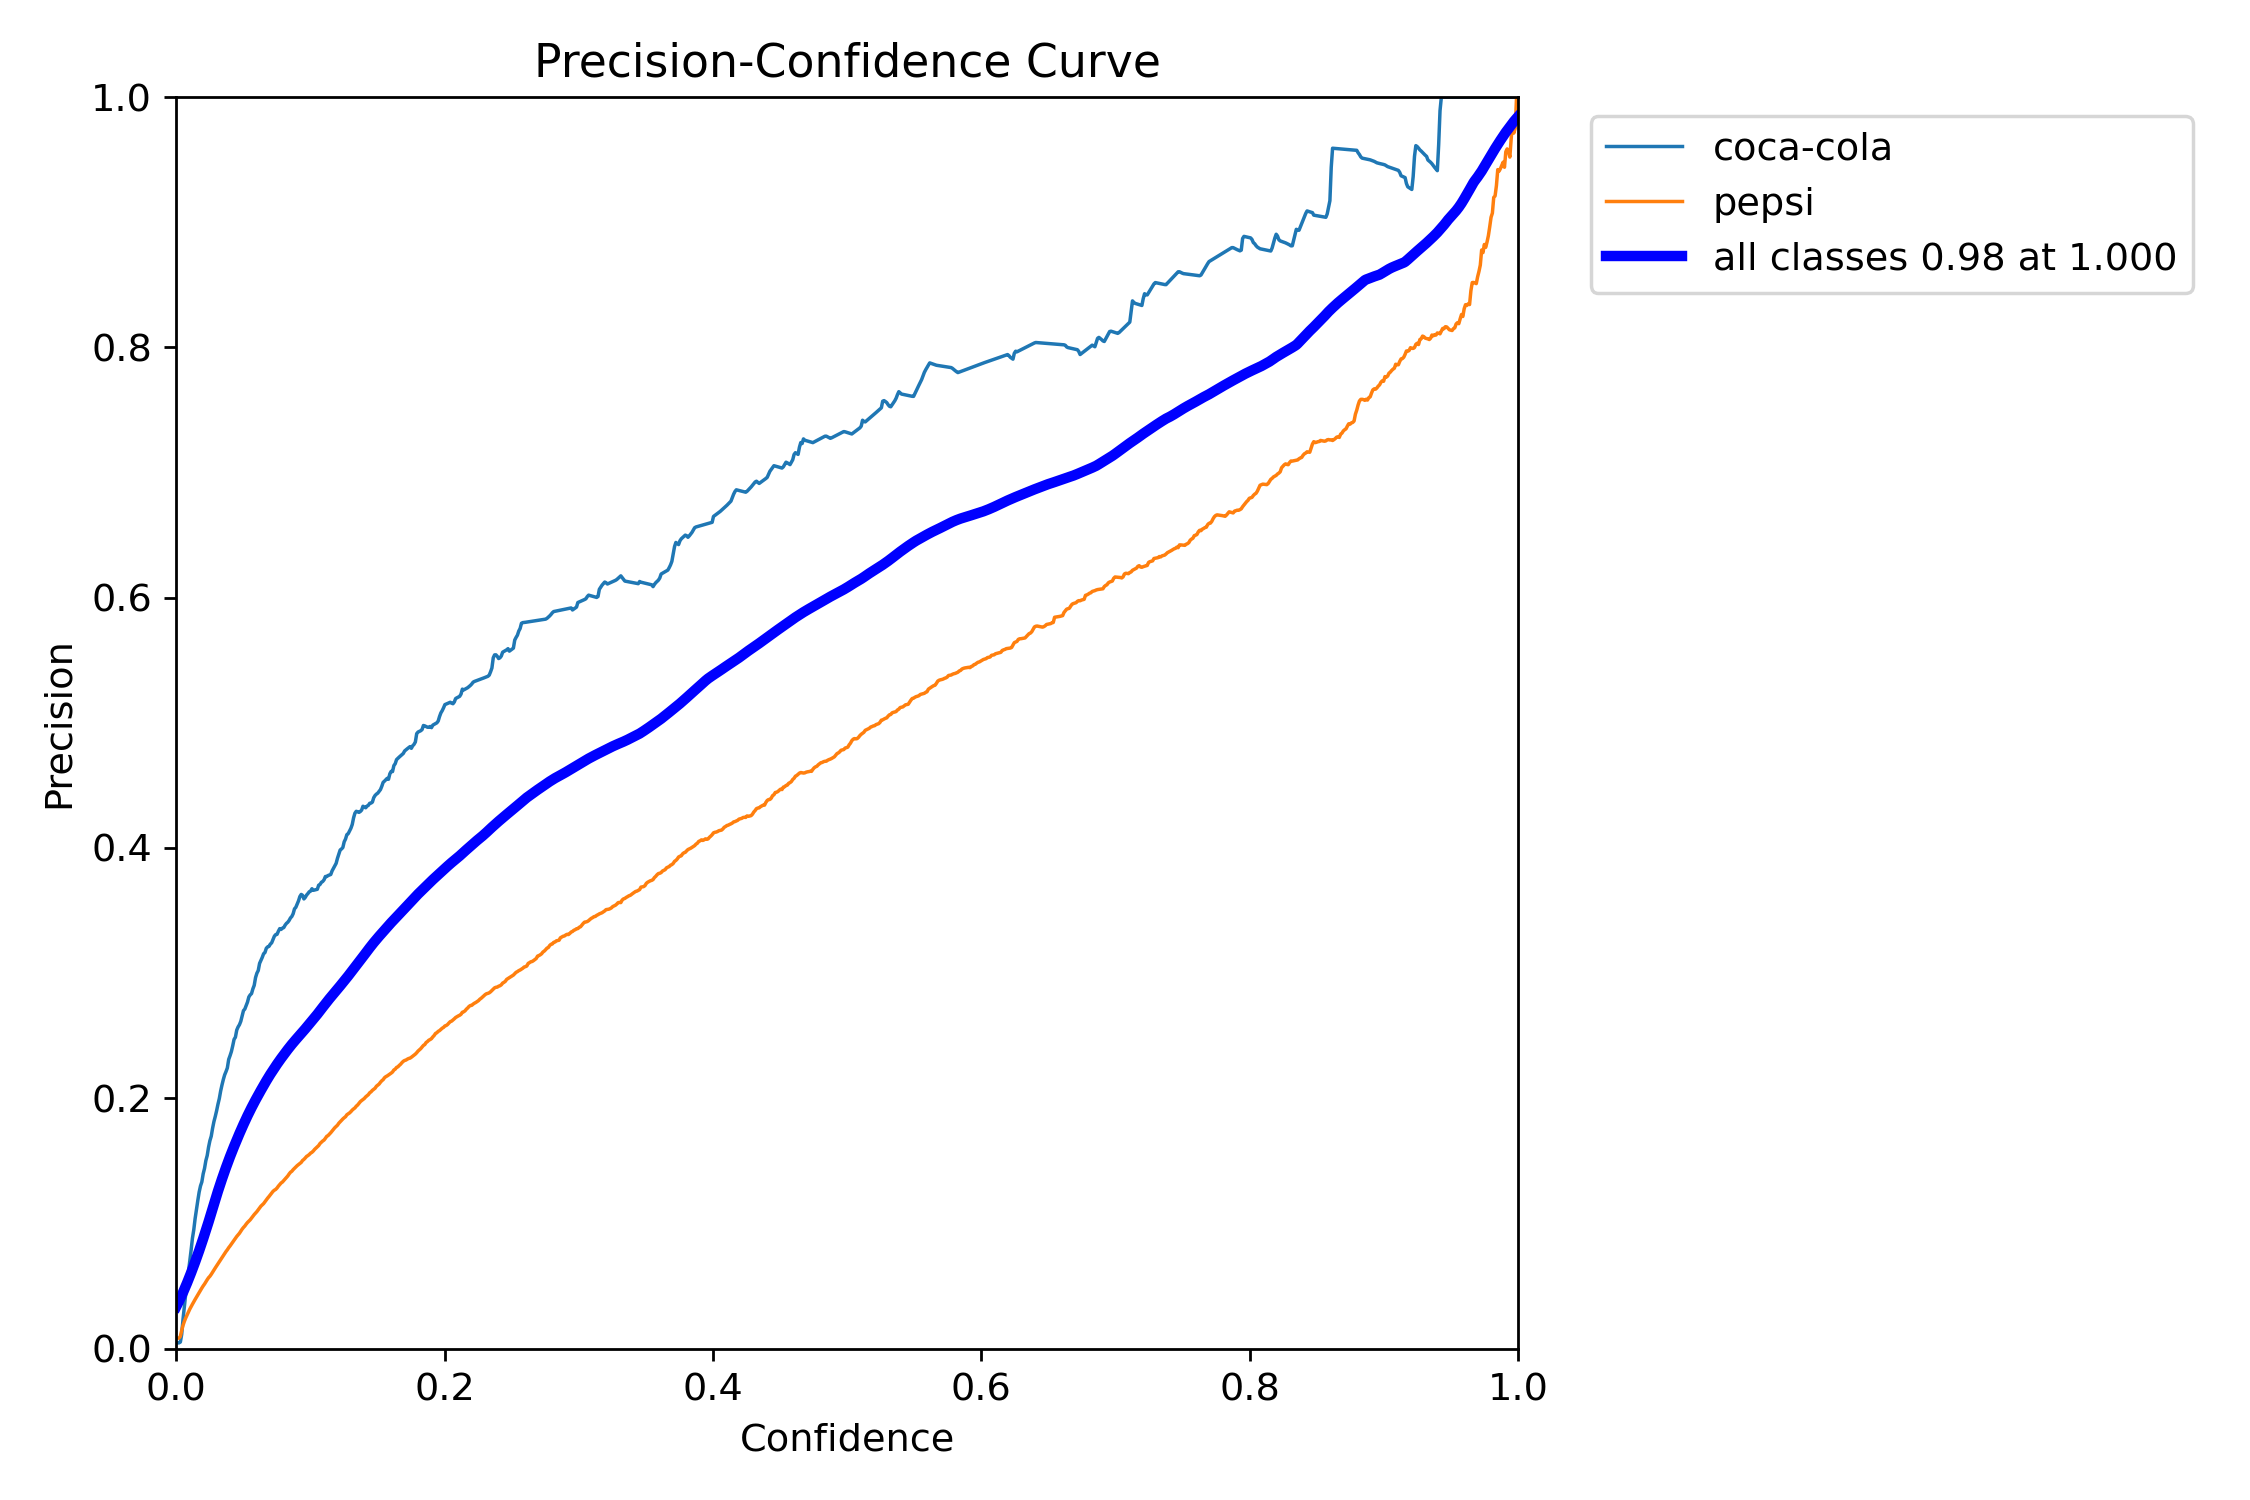 Precision-Confidence Curve
1.0
0.8
0.6
0.4
0.2
0.0
Precision
0.0 0.2 0.4 0.6 0.8 1.0
Confidence
coca-cola
pepsi
all classes 0.98 at 1.000